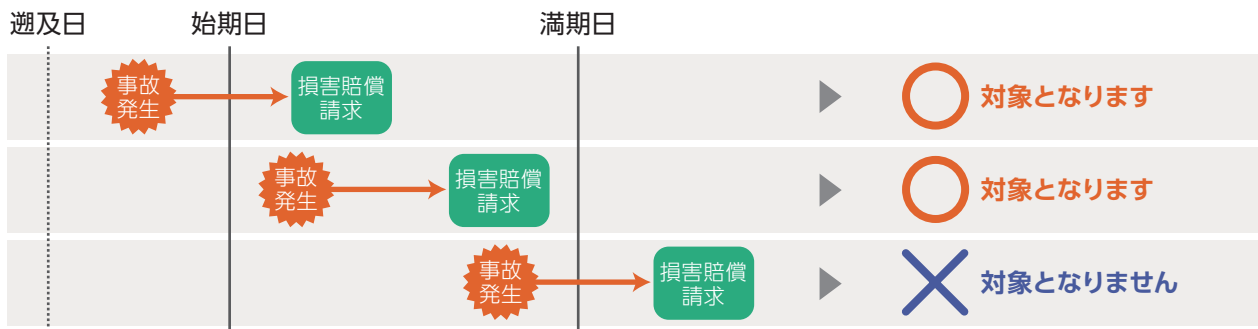 遡及日
始期日
満期日
事故
発生
損害賠償
請求
対象となります
事故
発生
損害賠償
請求
対象となります
事故
発生
損害賠償
請求
対象となりません